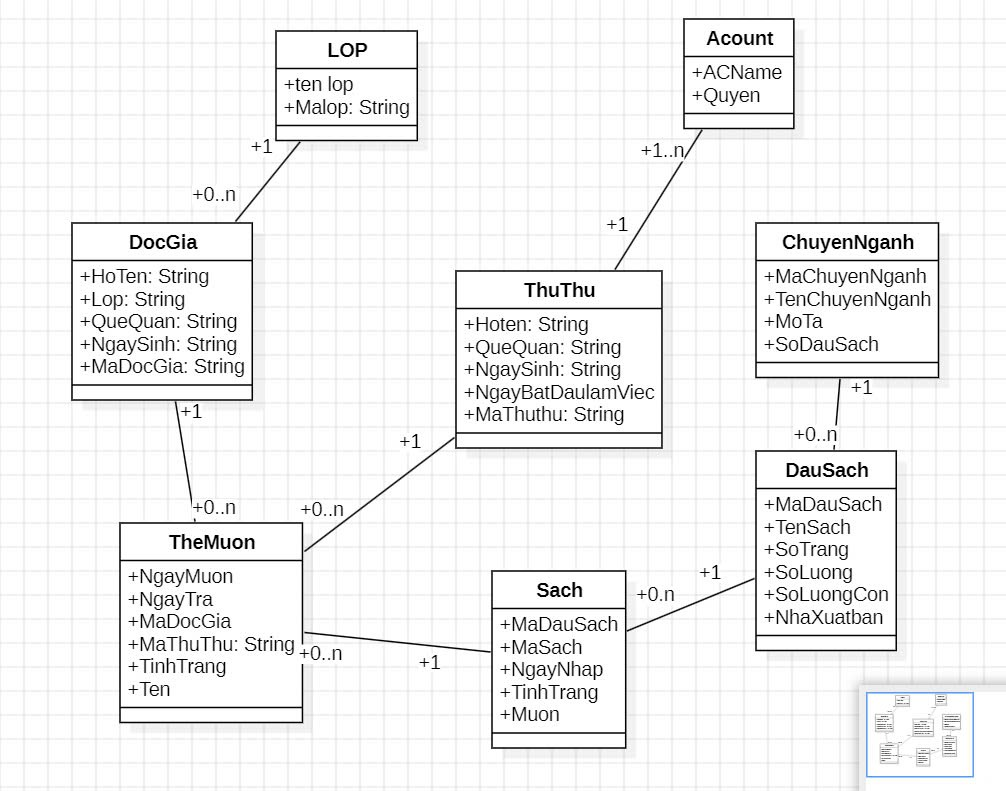 LOP
+ten lop
+Malop: String
Acount
+ACName
+Quyen
+1
+0..n
+1..n
+1
DocGia
+HoTen: String
+Lop: String
+QueQuan: String
+NgaySinh: String
+MaDocGia: String
ThuThu
+Hoten: String
+QueQuan: String
+NgaySinh: String
+NgayBatDaulamViec
+MaThuthu: String
ChuyenNganh
+MaChuyenNganh
+TenChuyenNganh
+MoTa
+SoDauSach
+1
+0..n
+1
+0..n
+1
+0..n
DauSach
+MaDauSach
+TenSach
+SoTrang
+SoLuong
+SoLuongCon
+NhaXuatban
TheMuon
+NgayMuon
+NgayTra
+MaDocGia
+MaThuThu: String
+TinhTrang
+Ten
+0..n
+1
Sach
+MaDauSach
+MaSach
+NgayNhap
+TinhTrang
+Muon
+0.n
+1